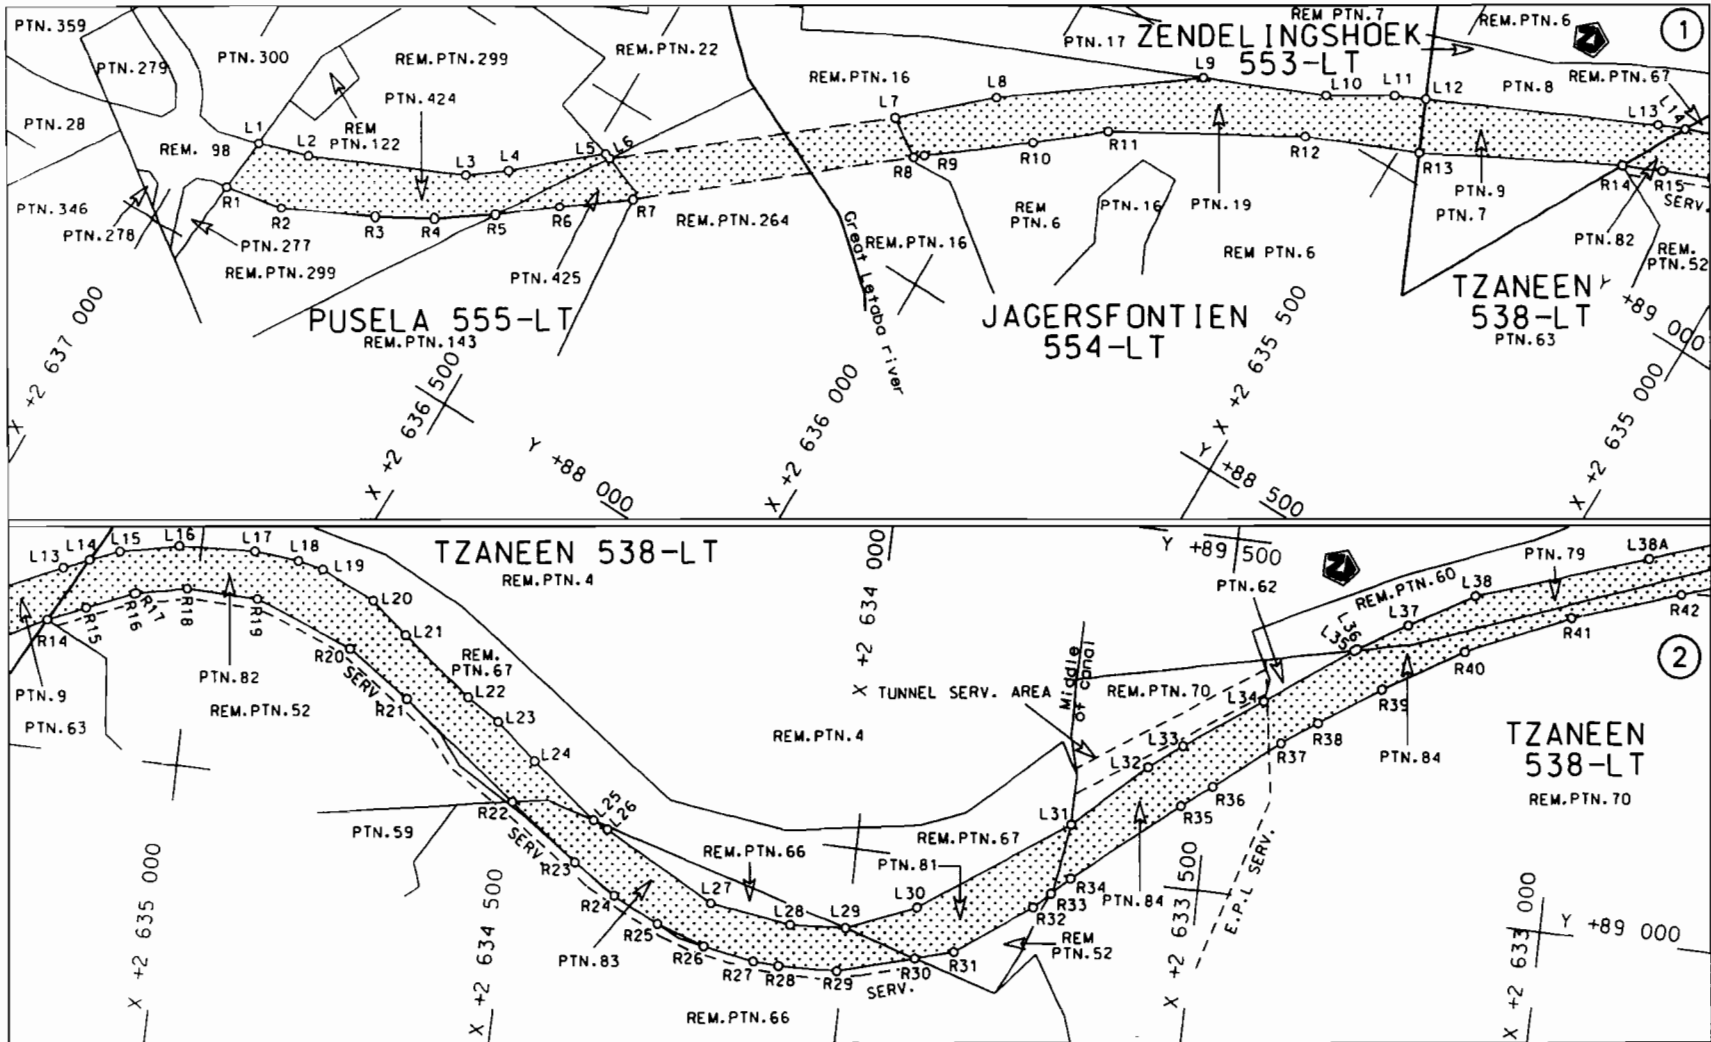 PTN.359
PTN.279
PTN.300
REM.PTN.299
REM.PTN.22
REM.PTN.16
PTN.17
REM PTN.7
ZENDELINGSHOEK
553-LT
REM.PTN.6
1
PTN.8
REM.PTN.67
PTN.28
REM. 98
REM
PTN.122
PTN.424
L1
L2
L3
L4
L5
L6
L7
L8
L9
L10
L11
L12
L13
L14
R1
R2
R3
R4
R5
R6
R7
R8
R9
R10
R11
R12
R13
R14
R15
SERV.
PTN.346
PTN.278
PTN.277
REM.PTN.299
PTN.425
REM.PTN.264
REM.PTN.16
REM
PTN.6
PTN.16
PTN.19
REM PTN.6
PTN.9
PTN.7
PTN.82
REM.
PTN.52
PUSELA 555-LT
REM.PTN.143
Great Letaba river
JAGERSFONTIEN
554-LT
TZANEEN
538-LT
PTN.63
X +2 637 000
X +2 636 500
Y +88 000
X +2 636 000
X +2 635 500
Y +88 500
X +2 635 000
Y +89 000
L13
L14
L15
L16
L17
L18
L19
L20
L21
L22
L23
L24
L25
L26
L27
L28
L29
L30
L31
L32
L33
L34
L35
L36
L37
L38
L38A
TZANEEN 538-LT
REM.PTN.4
X +2 634 000
Y +89 500
PTN.62
REM.PTN.60
PTN.79
2
R14
R15
R16
R17
R18
R19
R20
R21
R22
R23
R24
R25
R26
R27
R28
R29
R30
R31
R32
R33
R34
R35
R36
R37
R38
R39
R40
R41
R42
PTN.9
PTN.63
PTN.82
REM.PTN.52
SERV.
REM.
PTN.67
TUNNEL SERV. AREA
Middle
of canal
REM.PTN.70
REM.PTN.4
PTN.84
TZANEEN
538-LT
REM.PTN.70
PTN.59
SERV.
REM.PTN.66
REM.PTN.67
PTN.81
PTN.83
PTN.84
REM
PTN.52
E.P.L SERV.
SERV.
REM.PTN.66
X +2 635 000
X +2 634 500
X +2 633 500
X +2 633 000
Y +89 000